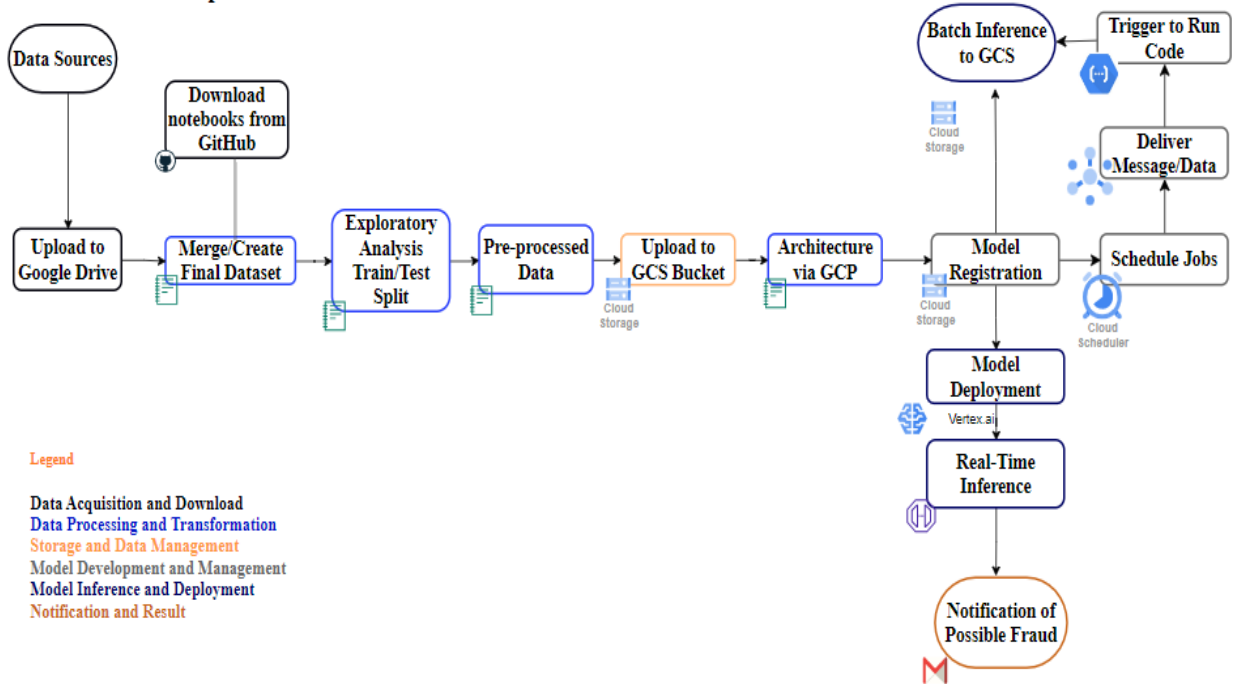 Data Sources
Download
notebooks from
GitHub
Upload to
Google Drive
Merge/Create
Final Dataset
Exploratory
Analysis
Train/Test
Split
Pre-processed
Data
Upload to
GCS Bucket
Cloud
Storage
Architecture
via GCP
Model
Registration
Cloud
Storage
Batch Inference
to GCS
Cloud
Storage
Trigger to Run
Code
Deliver
Message/Data
Schedule Jobs
Cloud
Scheduler
Model
Deployment
Vertex.ai
Real-Time
Inference
Notification of
Possible Fraud
Legend
Data Acquisition and Download
Data Processing and Transformation
Storage and Data Management
Model Development and Management
Model Inference and Deployment
Notification and Result